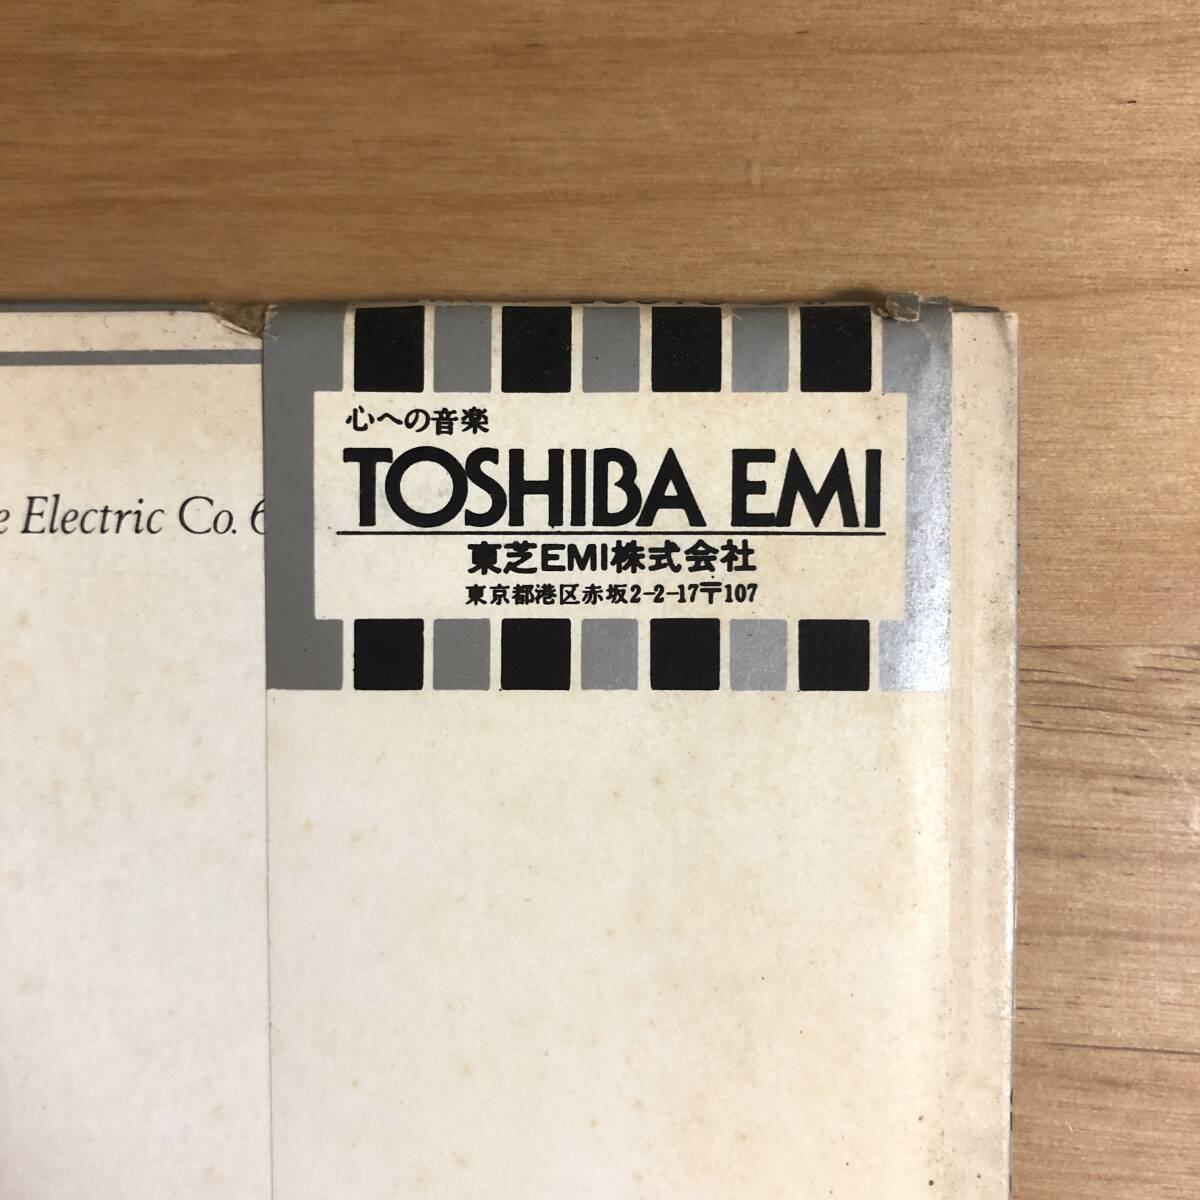 心への音楽
TOSHIBA EMI
東芝EMI株式会社
東京都港区赤坂2-2-17〒107
e Electric Co. 6